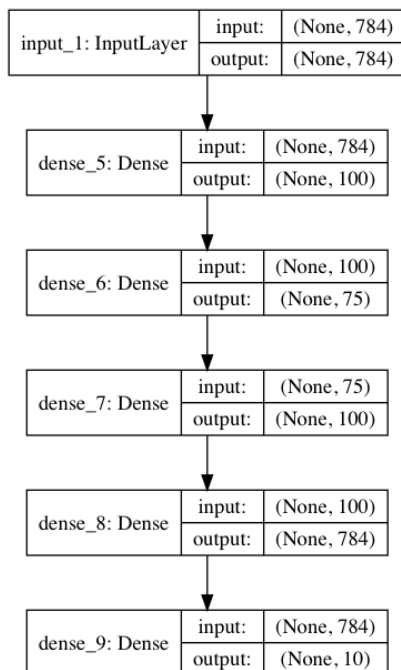 input_1: InputLayer
input: (None, 784)
output: (None, 784)
dense_5: Dense
input: (None, 784)
output: (None, 100)
dense_6: Dense
input: (None, 100)
output: (None, 75)
dense_7: Dense
input: (None, 75)
output: (None, 100)
dense_8: Dense
input: (None, 100)
output: (None, 784)
dense_9: Dense
input: (None, 784)
output: (None, 10)